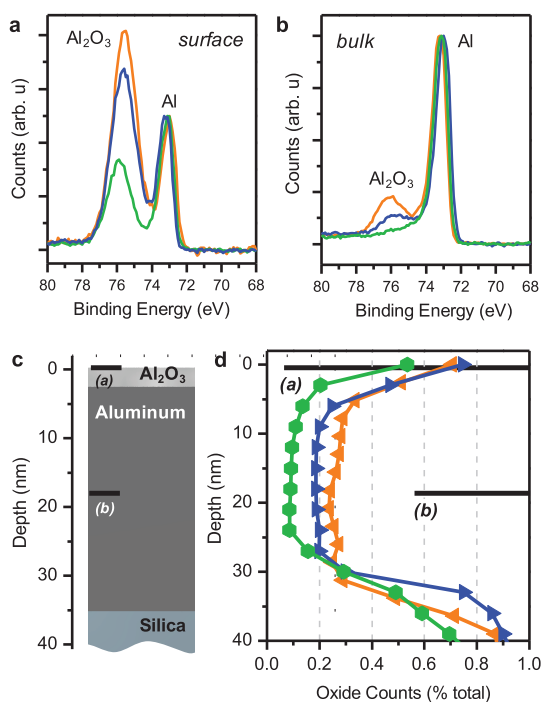 a
Al₂O₃
surface
Al
Counts (arb. u)
80 78 76 74 72 70 68
Binding Energy (eV)
b
bulk
Al
Al₂O₃
Counts (arb. u)
80 78 76 74 72 70 68
Binding Energy (eV)
c
0
10
20
30
40
Depth (nm)
(a)
Al₂O₃
Aluminum
(b)
Silica
d
0
10
20
30
40
Depth (nm)
(a)
(b)
0.0 0.2 0.4 0.6 0.8 1.0
Oxide Counts (% total)